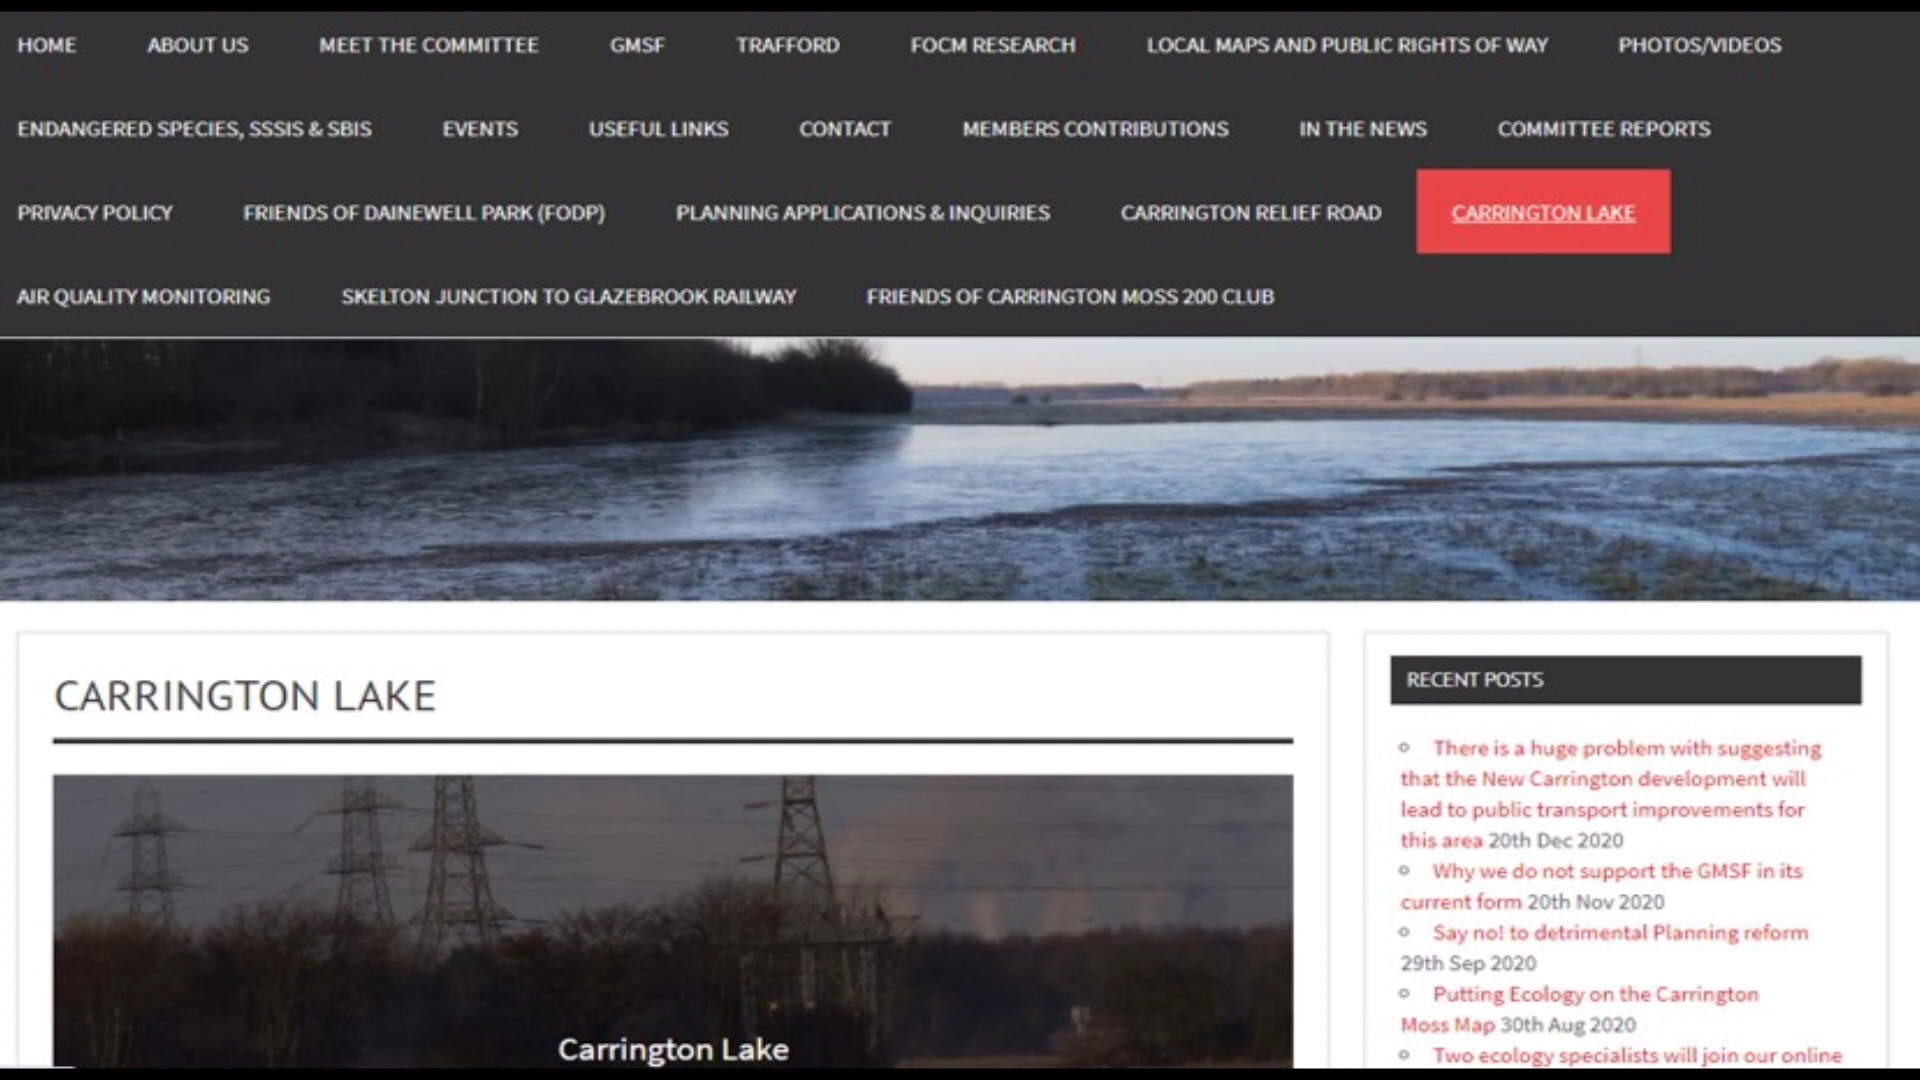 HOME ABOUT US MEET THE COMMITTEE GMSF TRAFFORD FOCM RESEARCH LOCAL MAPS AND PUBLIC RIGHTS OF WAY PHOTOS/VIDEOS
ENDANGERED SPECIES, SSSIS & SBIS EVENTS USEFUL LINKS CONTACT MEMBERS CONTRIBUTIONS IN THE NEWS COMMITTEE REPORTS
PRIVACY POLICY FRIENDS OF DAINEWELL PARK (FODP) PLANNING APPLICATIONS & INQUIRIES CARRINGTON RELIEF ROAD CARRINGTON LAKE
AIR QUALITY MONITORING SKELTON JUNCTION TO GLAZEBROOK RAILWAY FRIENDS OF CARRINGTON MOSS 200 CLUB
CARRINGTON LAKE
Carrington Lake
RECENT POSTS
There is a huge problem with suggesting
that the New Carrington development will
lead to public transport improvements for
this area 20th Dec 2020
Why we do not support the GMSF in its
current form 20th Nov 2020
Say no! to detrimental Planning reform
29th Sep 2020
Putting Ecology on the Carrington
Moss Map 30th Aug 2020
Two ecology specialists will join our online